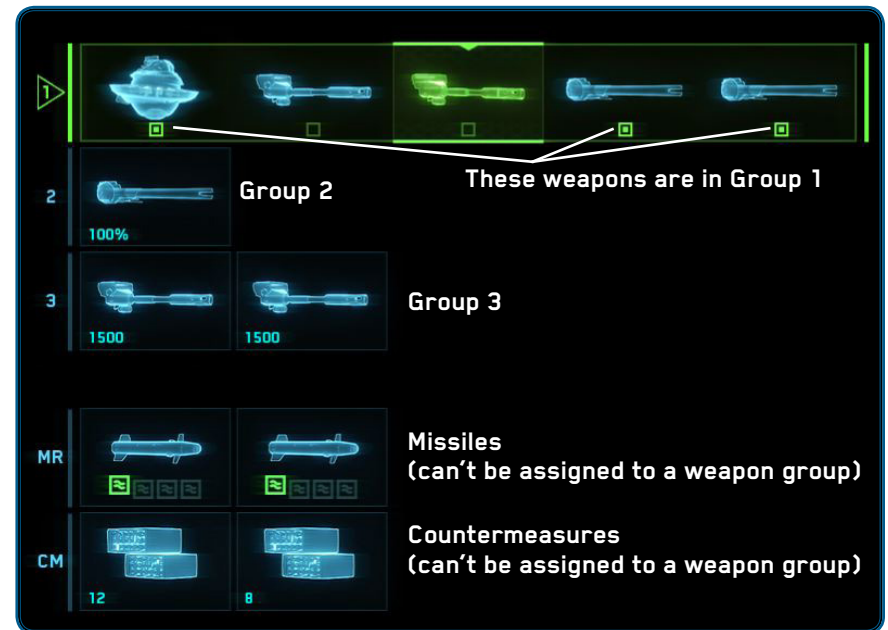 1
These weapons are in Group 1
2
Group 2
100%
3
Group 3
1500
1500
MR
Missiles
(can't be assigned to a weapon group)
CM
Countermeasures
(can't be assigned to a weapon group)
12
8